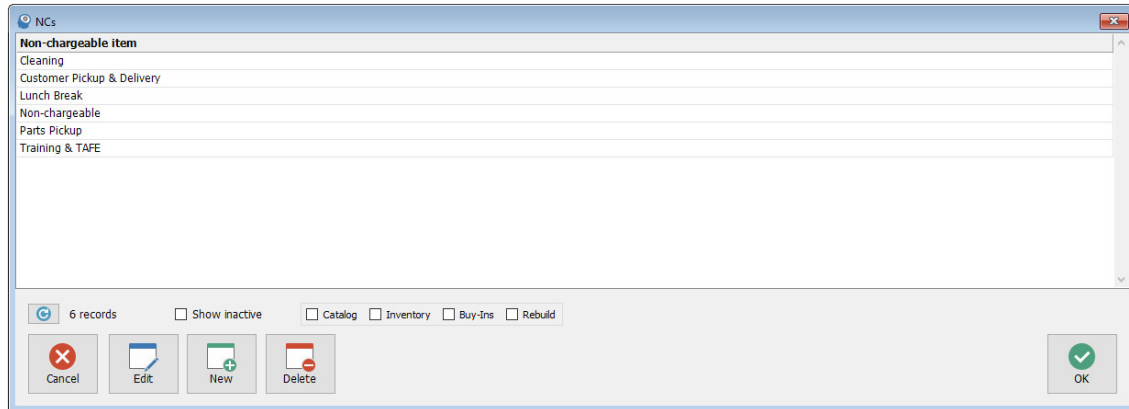 NCs
Non-chargeable item
Cleaning
Customer Pickup & Delivery
Lunch Break
Non-chargeable
Parts Pickup
Training & TAFE
6 records Show inactive Catalog Inventory Buy-Ins Rebuild
Cancel Edit New Delete OK